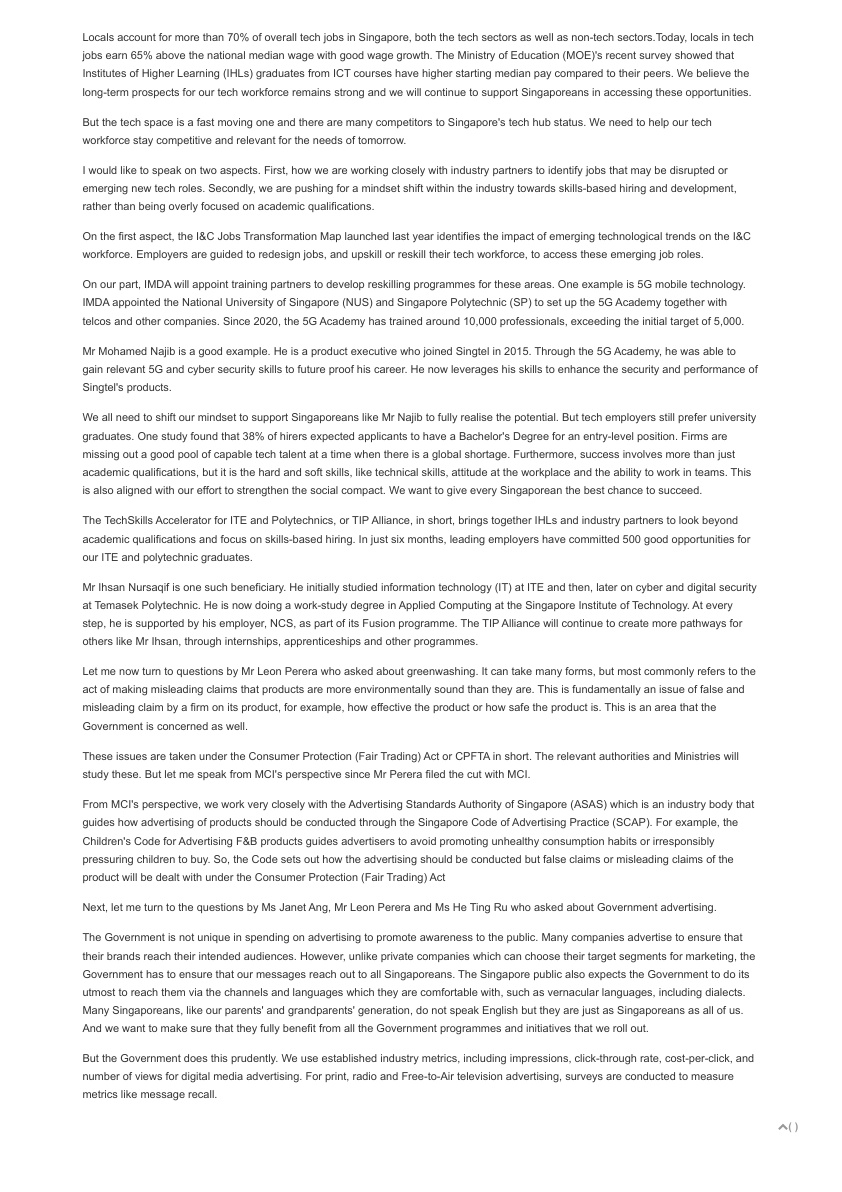 Locals account for more than 70% of overall tech jobs in Singapore, both the tech sectors as well as non-tech sectors.Today, locals in tech
jobs earn 65% above the national median wage with good wage growth. The Ministry of Education (MOE)'s recent survey showed that
Institutes of Higher Learning (IHLs) graduates from ICT courses have higher starting median pay compared to their peers. We believe the
long-term prospects for our tech workforce remains strong and we will continue to support Singaporeans in accessing these opportunities.
But the tech space is a fast moving one and there are many competitors to Singapore's tech hub status. We need to help our tech
workforce stay competitive and relevant for the needs of tomorrow.
I would like to speak on two aspects. First, how we are working closely with industry partners to identify jobs that may be disrupted or
emerging new tech roles. Secondly, we are pushing for a mindset shift within the industry towards skills-based hiring and development,
rather than being overly focused on academic qualifications.
On the first aspect, the I&C Jobs Transformation Map launched last year identifies the impact of emerging technological trends on the I&C
workforce. Employers are guided to redesign jobs, and upskill or reskill their tech workforce, to access these emerging job roles.
On our part, IMDA will appoint training partners to develop reskilling programmes for these areas. One example is 5G mobile technology.
IMDA appointed the National University of Singapore (NUS) and Singapore Polytechnic (SP) to set up the 5G Academy together with
telcos and other companies. Since 2020, the 5G Academy has trained around 10,000 professionals, exceeding the initial target of 5,000.
Mr Mohamed Najib is a good example. He is a product executive who joined Singtel in 2015. Through the 5G Academy, he was able to
gain relevant 5G and cyber security skills to future proof his career. He now leverages his skills to enhance the security and performance of
Singtel's products.
We all need to shift our mindset to support Singaporeans like Mr Najib to fully realise the potential. But tech employers still prefer university
graduates. One study found that 38% of hirers expected applicants to have a Bachelor's Degree for an entry-level position. Firms are
missing out a good pool of capable tech talent at a time when there is a global shortage. Furthermore, success involves more than just
academic qualifications, but it is the hard and soft skills, like technical skills, attitude at the workplace and the ability to work in teams. This
is also aligned with our effort to strengthen the social compact. We want to give every Singaporean the best chance to succeed.
The TechSkills Accelerator for ITE and Polytechnics, or TIP Alliance, in short, brings together IHLs and industry partners to look beyond
academic qualifications and focus on skills-based hiring. In just six months, leading employers have committed 500 good opportunities for
our ITE and polytechnic graduates.
Mr Ihsan Nursaqif is one such beneficiary. He initially studied information technology (IT) at ITE and then, later on cyber and digital security
at Temasek Polytechnic. He is now doing a work-study degree in Applied Computing at the Singapore Institute of Technology. At every
step, he is supported by his employer, NCS, as part of its Fusion programme. The TIP Alliance will continue to create more pathways for
others like Mr Ihsan, through internships, apprenticeships and other programmes.
Let me now turn to questions by Mr Leon Perera who asked about greenwashing. It can take many forms, but most commonly refers to the
act of making misleading claims that products are more environmentally sound than they are. This is fundamentally an issue of false and
misleading claim by a firm on its product, for example, how effective the product or how safe the product is. This is an area that the
Government is concerned as well.
These issues are taken under the Consumer Protection (Fair Trading) Act or CPFTA in short. The relevant authorities and Ministries will
study these. But let me speak from MCI's perspective since Mr Perera filed the cut with MCI.
From MCI's perspective, we work very closely with the Advertising Standards Authority of Singapore (ASAS) which is an industry body that
guides how advertising of products should be conducted through the Singapore Code of Advertising Practice (SCAP). For example, the
Children's Code for Advertising F&B products guides advertisers to avoid promoting unhealthy consumption habits or irresponsibly
pressuring children to buy. So, the Code sets out how the advertising should be conducted but false claims or misleading claims of the
product will be dealt with under the Consumer Protection (Fair Trading) Act
Next, let me turn to the questions by Ms Janet Ang, Mr Leon Perera and Ms He Ting Ru who asked about Government advertising.
The Government is not unique in spending on advertising to promote awareness to the public. Many companies advertise to ensure that
their brands reach their intended audiences. However, unlike private companies which can choose their target segments for marketing, the
Government has to ensure that our messages reach out to all Singaporeans. The Singapore public also expects the Government to do its
utmost to reach them via the channels and languages which they are comfortable with, such as vernacular languages, including dialects.
Many Singaporeans, like our parents' and grandparents' generation, do not speak English but they are just as Singaporeans as all of us.
And we want to make sure that they fully benefit from all the Government programmes and initiatives that we roll out.
But the Government does this prudently. We use established industry metrics, including impressions, click-through rate, cost-per-click, and
number of views for digital media advertising. For print, radio and Free-to-Air television advertising, surveys are conducted to measure
metrics like message recall.
( )